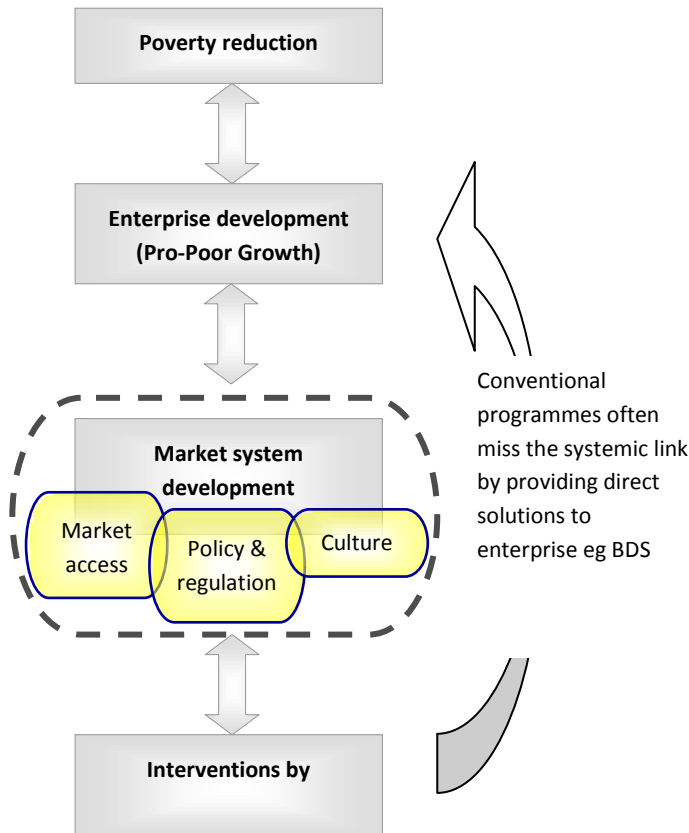 Poverty reduction
Enterprise development
(Pro-Poor Growth)
Market system
development
Market
access
Policy &
regulation
Culture
Conventional
programmes often
miss the systemic link
by providing direct
solutions to
enterprise eg BDS
Interventions by